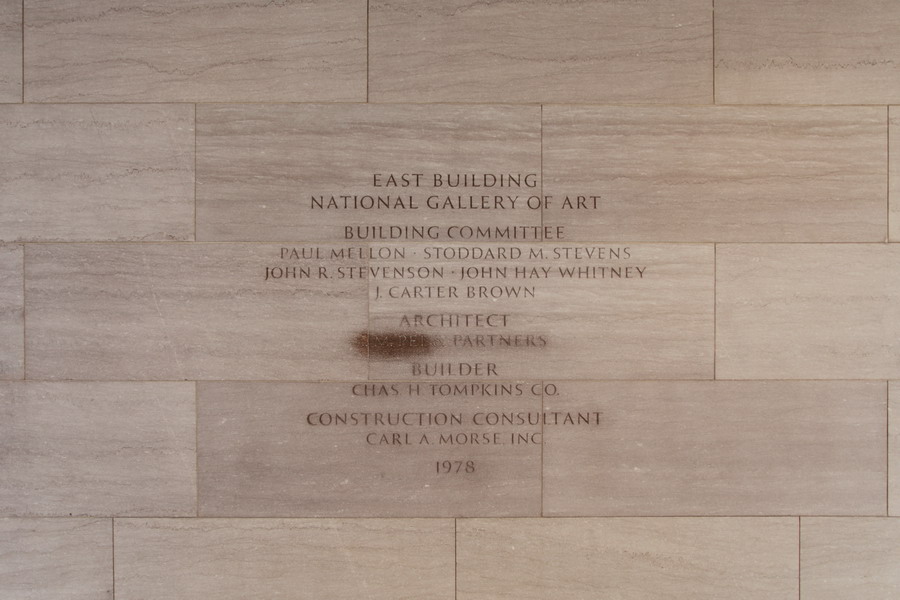 EAST BUILDING
NATIONAL GALLERY OF ART
BUILDING COMMITTEE
PAUL MELLON · STODDARD M. STEVENS
JOHN R. STEVENSON · JOHN HAY WHITNEY
J. CARTER BROWN
ARCHITECT
PARTNERS
BUILDER
CHAS. H. TOMPKINS CO.
CONSTRUCTION CONSULTANT
CARL A. MORSE, INC.
1978